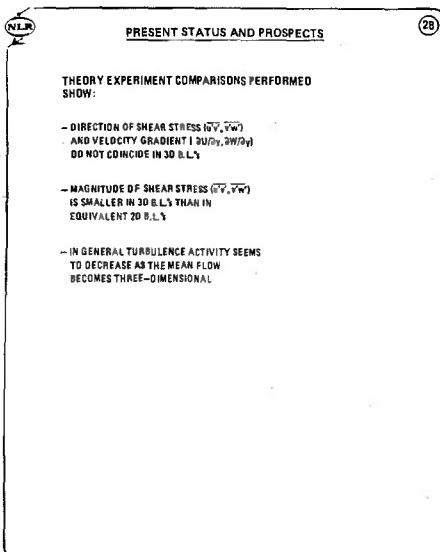 NLR
PRESENT STATUS AND PROSPECTS
28
THEORY EXPERIMENT COMPARISONS PERFORMED
SHOW:
– DIRECTION OF SHEAR STRESS (u'v', v'w')
AND VELOCITY GRADIENT ( ∂U/∂y, ∂W/∂y)
DO NOT COINCIDE IN 3D B.L.'s
– MAGNITUDE OF SHEAR STRESS (u'v', v'w')
IS SMALLER IN 3D B.L.'s THAN IN
EQUIVALENT 2D B.L.'s
– IN GENERAL TURBULENCE ACTIVITY SEEMS
TO DECREASE AS THE MEAN FLOW
BECOMES THREE–DIMENSIONAL